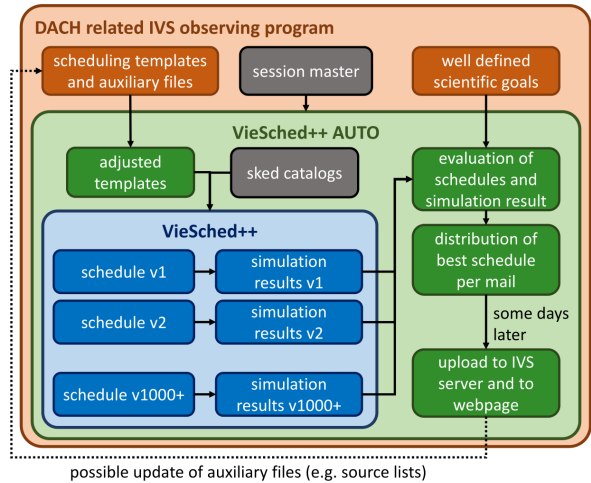 DACH related IVS observing program
scheduling templates
and auxiliary files
session master
well defined
scientific goals
VieSched++ AUTO
adjusted
templates
sked catalogs
evaluation of
schedules and
simulation result
VieSched++
schedule v1
simulation
results v1
distribution of
best schedule
per mail
schedule v2
simulation
results v2
some days
later
schedule v1000+
simulation
results v1000+
upload to IVS
server and to
webpage
possible update of auxiliary files (e.g. source lists)